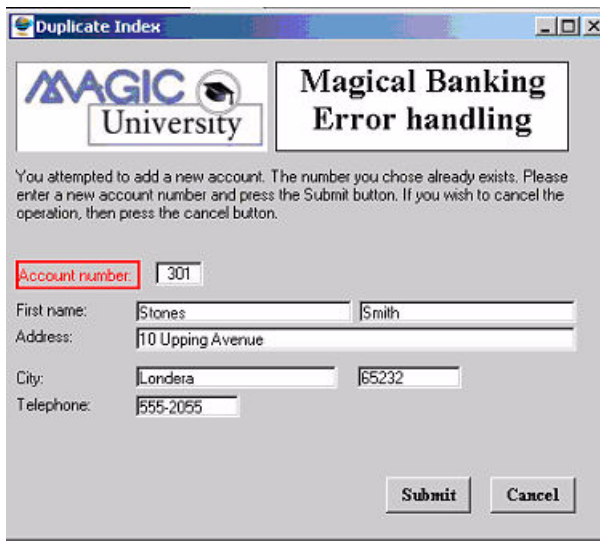 Duplicate Index
MAGIC
University
Magical Banking
Error handling
You attempted to add a new account. The number you chose already exists. Please
enter a new account number and press the Submit button. If you wish to cancel the
operation, then press the cancel button.
Account number: 301
First name: Stones Smith
Address: 10 Upping Avenue
City: Londera 65232
Telephone: 555-2055
Submit Cancel